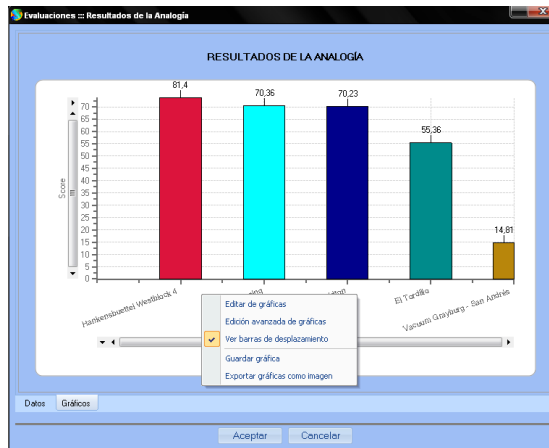 Evaluaciones ::: Resultados de la Analogía
RESULTADOS DE LA ANALOGÍA
81,4
70,36
70,23
55,36
14,81
70
65
60
55
50
45
40
35
30
25
20
15
10
5
0
Score
Hankensbuettel Westblock 4
El Tordillo
Vacuum Grayburg - San Andrés
Editar de gráficas
Edición avanzada de gráficas
Ver barras de desplazamiento
Guardar gráfica
Exportar gráficas como imagen
Datos
Gráficos
Aceptar
Cancelar